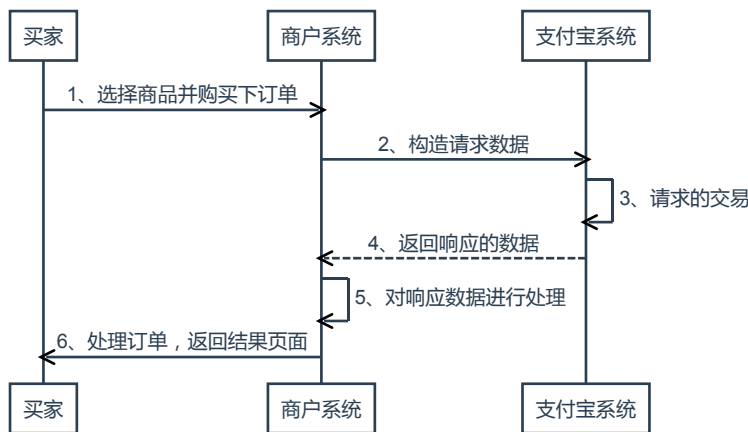 买家
商户系统
支付宝系统
1、选择商品并购买下订单
2、构造请求数据
3、请求的交易
4、返回响应的数据
5、对响应数据进行处理
6、处理订单，返回结果页面
买家
商户系统
支付宝系统